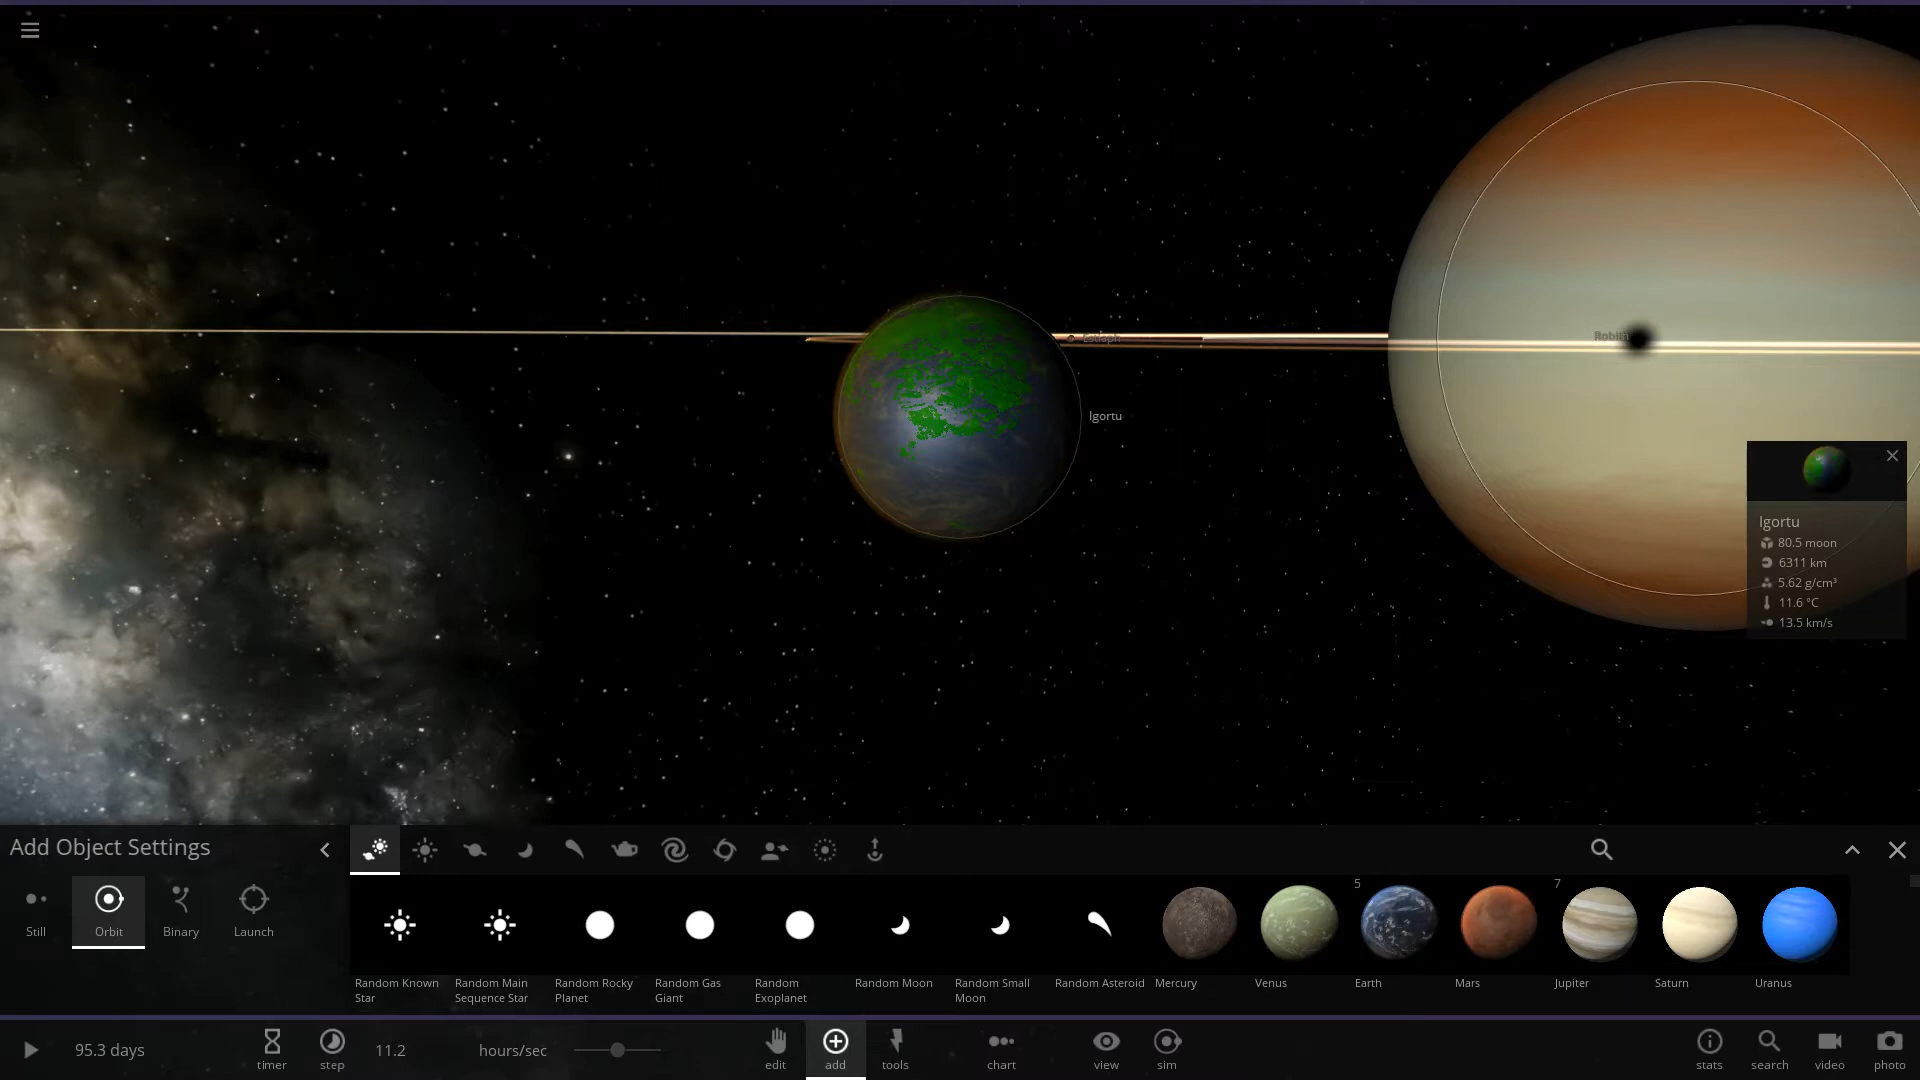 Estiaph
Igortu
Igortu
80.5 moon
6311 km
5.62 g/cm³
11.6 °C
13.5 km/s
Add Object Settings
Still
Orbit
Binary
Launch
5
7
Random Known
Star
Random Main
Sequence Star
Random Rocky
Planet
Random Gas
Giant
Random
Exoplanet
Random Moon
Random Small
Moon
Random Asteroid
Mercury
Venus
Earth
Mars
Jupiter
Saturn
Uranus
95.3 days
timer
step
11.2
hours/sec
edit
add
tools
chart
view
sim
stats
search
video
photo